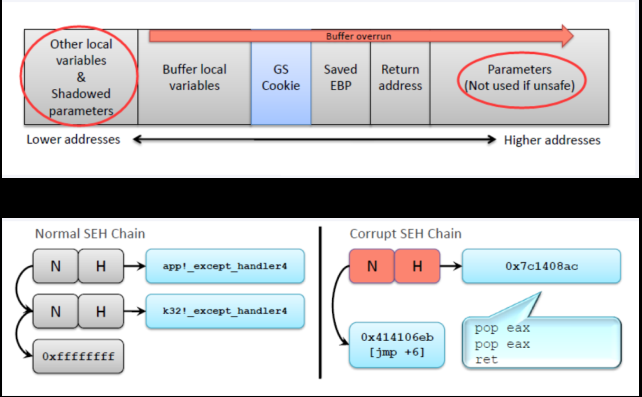 Buffer overrun
Other local
variables
&
Shadowed
parameters
Buffer local
variables
GS
Cookie
Saved
EBP
Return
address
Parameters
(Not used if unsafe)
Lower addresses
Higher addresses
Normal SEH Chain
N H
app!_except_handler4
N H
k32!_except_handler4
0xffffffff
Corrupt SEH Chain
N H
0x7c1408ac
0x414106eb
[jmp +6]
pop eax
pop eax
ret